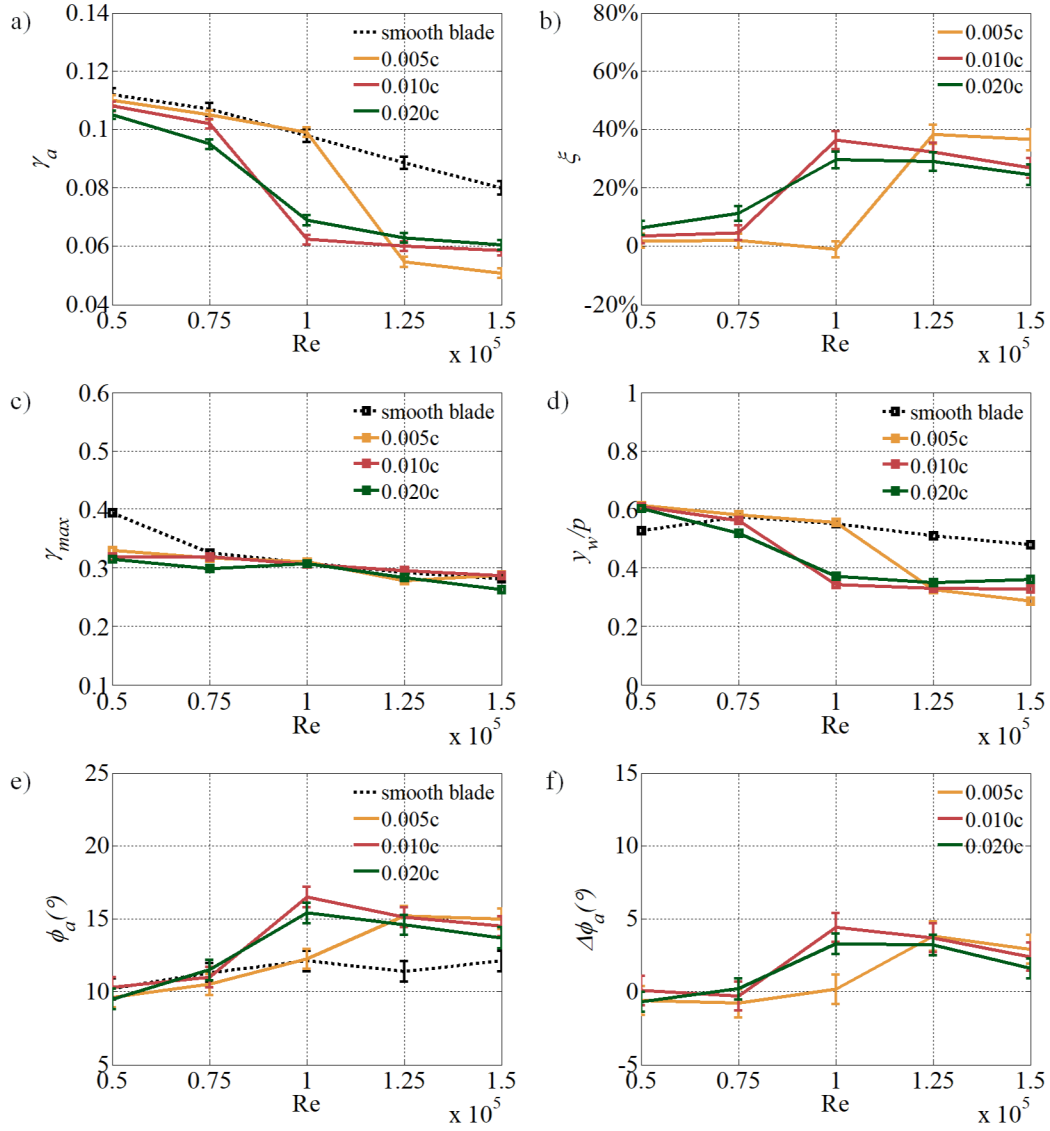 a)
0.14
0.12
0.1
0.08
0.06
0.04
γa
smooth blade
0.005c
0.010c
0.020c
0.5 0.75 1 1.25 1.5
Re
x 10^5
b)
80%
60%
40%
20%
0
-20%
ξ
0.005c
0.010c
0.020c
0.5 0.75 1 1.25 1.5
Re
x 10^5
c)
0.6
0.5
0.4
0.3
0.2
0.1
γmax
smooth blade
0.005c
0.010c
0.020c
0.5 0.75 1 1.25 1.5
Re
x 10^5
d)
1
0.8
0.6
0.4
0.2
0
yw/p
smooth blade
0.005c
0.010c
0.020c
0.5 0.75 1 1.25 1.5
Re
x 10^5
e)
25
20
15
10
5
ϕa(°)
smooth blade
0.005c
0.010c
0.020c
0.5 0.75 1 1.25 1.5
Re
x 10^5
f)
15
10
5
0
-5
Δϕa(°)
0.005c
0.010c
0.020c
0.5 0.75 1 1.25 1.5
Re
x 10^5